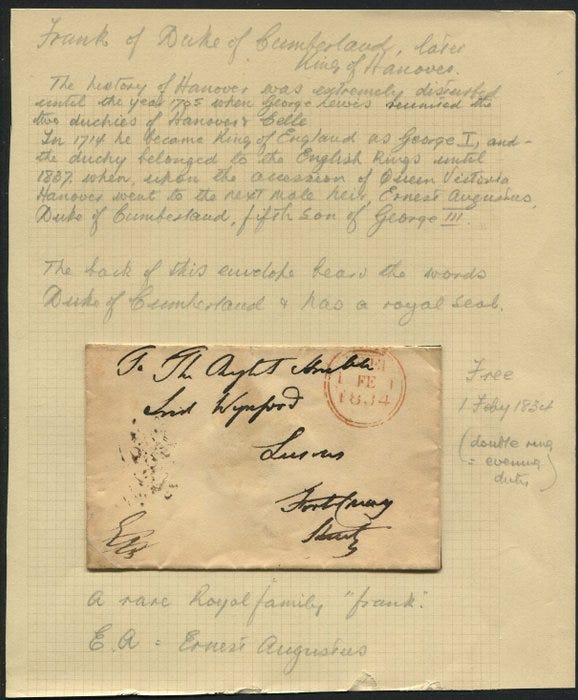 Frank of Duke of Cumberland, later
King of Hanover.
The history of Hanover was extremely disturbed
until the year 1705 when George Lewis reunited the
two duchies of Hanover & Celle
In 1714 he became King of England as George I, and -
the duchy belonged to the English Kings until
1837 when, upon the accession of Queen Victoria
Hanover went to the next male heir, Ernest Augustus,
Duke of Cumberland, fifth son of George III.
The back of this envelope bears the words
Duke of Cumberland & has a royal seal.
To The Right Honble
Lord Wynford
FE
1834
Free
1 Feby 1834
(double ring
= evening
duty)
A rare Royal family "frank".
E.A = Ernest Augustus